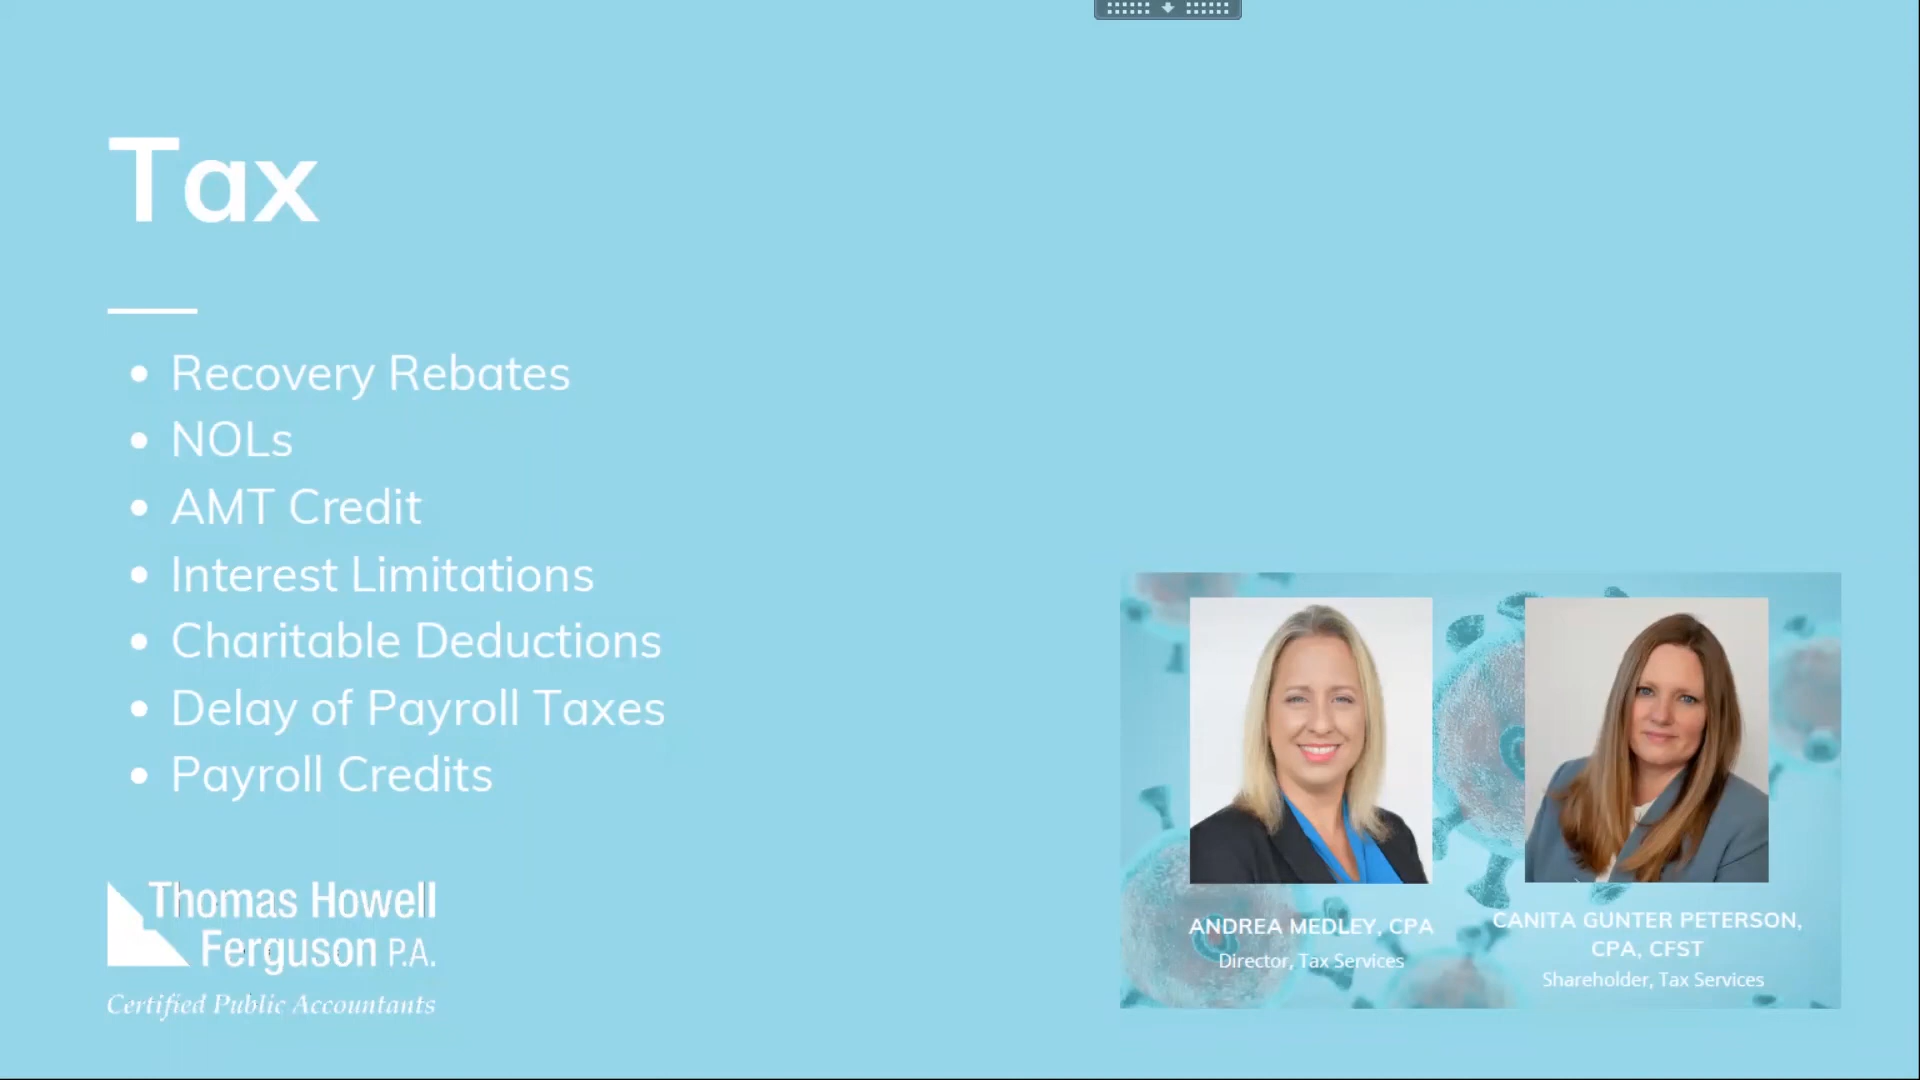 Tax
Recovery Rebates
NOLs
AMT Credit
Interest Limitations
Charitable Deductions
Delay of Payroll Taxes
Payroll Credits
Thomas Howell
Ferguson P.A.
Certified Public Accountants
ANDREA MEDLEY, CPA
Director, Tax Services
CANITA GUNTER PETERSON,
CPA, CFST
Shareholder, Tax Services